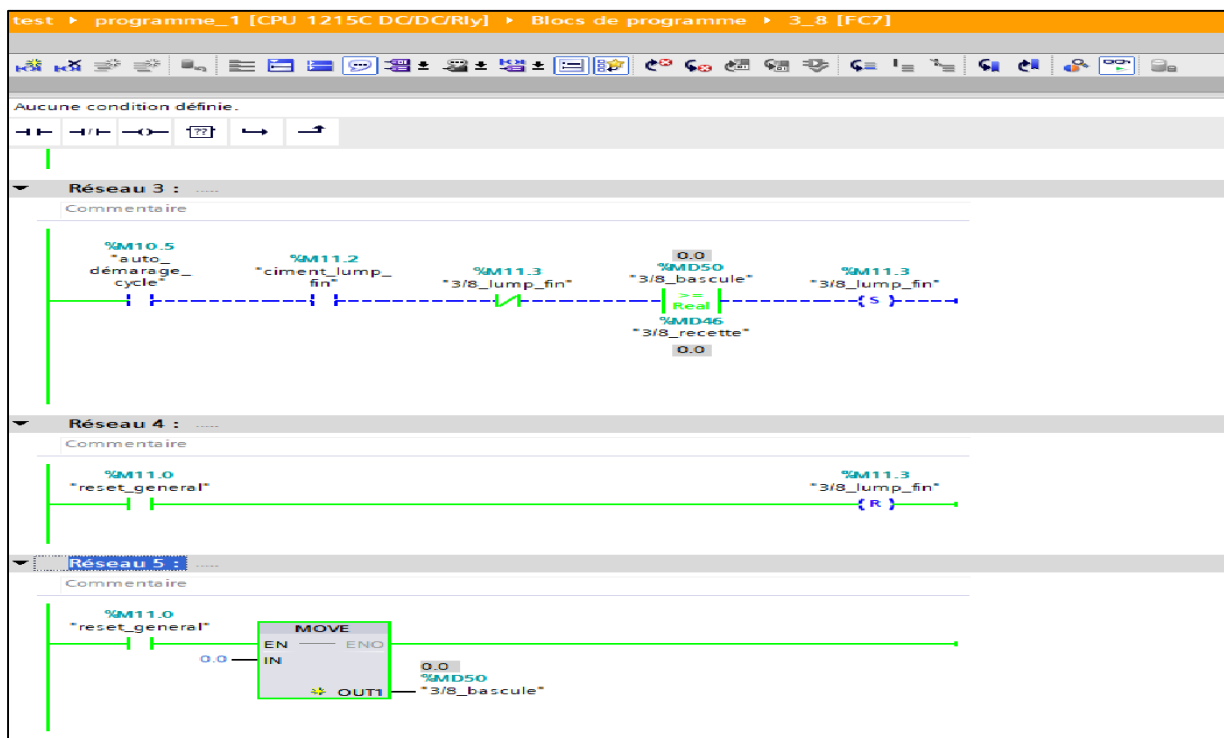 test ▸ programme_1 [CPU 1215C DC/DC/Rly] ▸ Blocs de programme ▸ 3_8 [FC7]
Aucune condition définie.
??
Réseau 3 : .....
Commentaire
%M10.5
"auto_
démarage_
cycle"
%M11.2
"ciment_lump_
fin"
%M11.3
"3/8_lump_fin"
0.0
%MD50
"3/8_bascule"
>=
Real
%MD46
"3/8_recette"
0.0
%M11.3
"3/8_lump_fin"
S
Réseau 4 : .....
Commentaire
%M11.0
"reset_general"
%M11.3
"3/8_lump_fin"
R
Réseau 5 : .....
Commentaire
%M11.0
"reset_general"
MOVE
EN ENO
0.0 IN
OUT1
0.0
%MD50
"3/8_bascule"